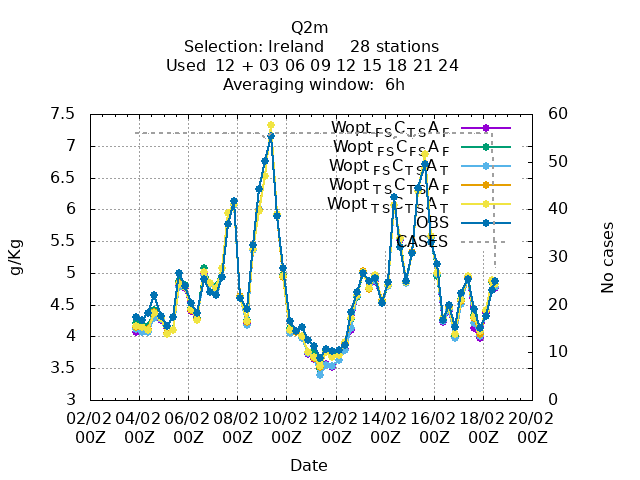 Q2m
Selection: Ireland 28 stations
Used 12 + 03 06 09 12 15 18 21 24
Averaging window: 6h
7.5
7
6.5
6
5.5
5
4.5
4
3.5
3
g/Kg
60
50
40
30
20
10
0
No cases
Wopt FS C TS A F
Wopt FS C FS A F
Wopt FS C TS A T
Wopt TS C TS A F
Wopt TS C TS A T
OBS
CASES
02/02 04/02 06/02 08/02 10/02 12/02 14/02 16/02 18/02 20/02
00Z 00Z 00Z 00Z 00Z 00Z 00Z 00Z 00Z 00Z
Date